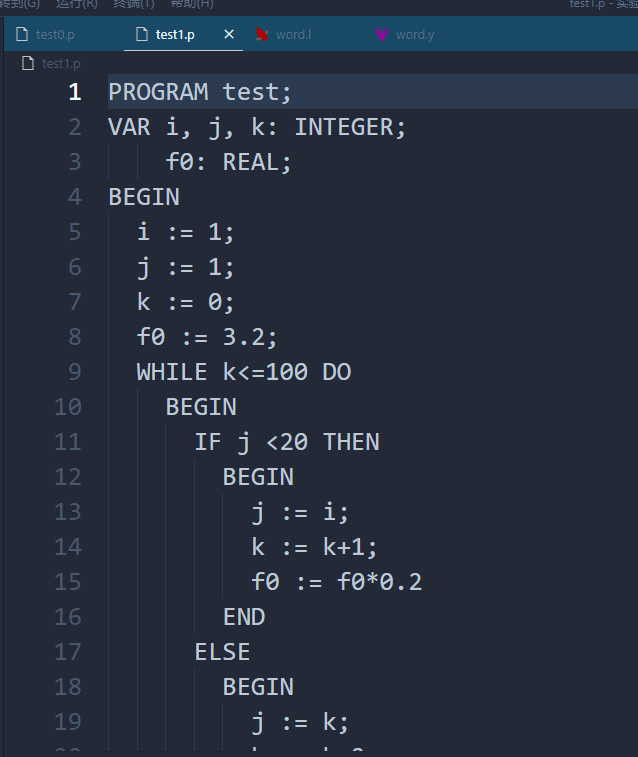 转到(G) 运行(R) 终端(T) 帮助(H) test1.p - 实验
test0.p test1.p × word.l word.y
test1.p
1 PROGRAM test;
2 VAR i, j, k: INTEGER;
3 f0: REAL;
4 BEGIN
5 i := 1;
6 j := 1;
7 k := 0;
8 f0 := 3.2;
9 WHILE k<=100 DO
10 BEGIN
11 IF j <20 THEN
12 BEGIN
13 j := i;
14 k := k+1;
15 f0 := f0*0.2
16 END
17 ELSE
18 BEGIN
19 j := k;